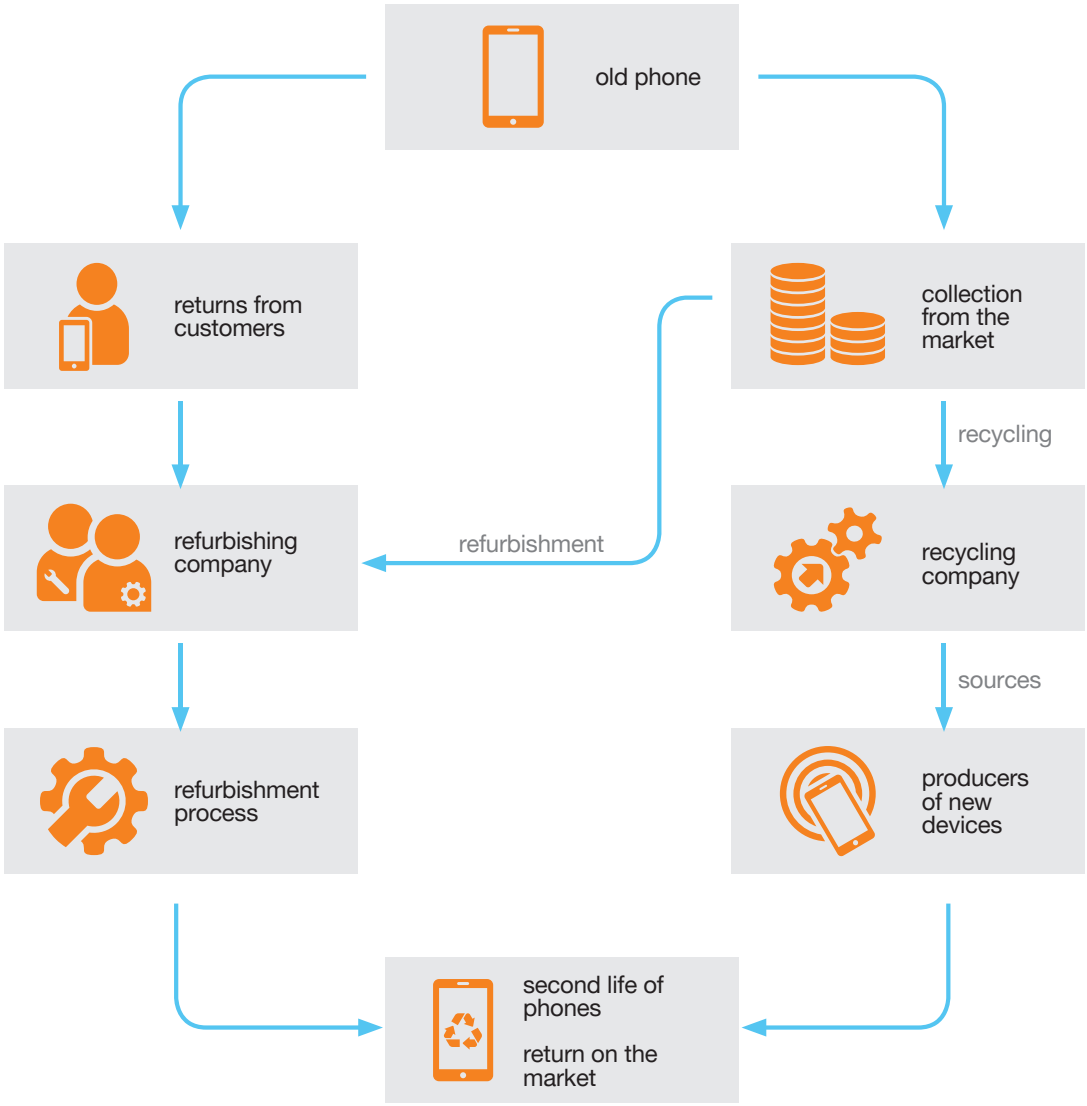 old phone
returns from
customers
collection
from the
market
recycling
refurbishing
company
refurbishment
recycling
company
sources
refurbishment
process
producers
of new
devices
second life of
phones
return on the
market